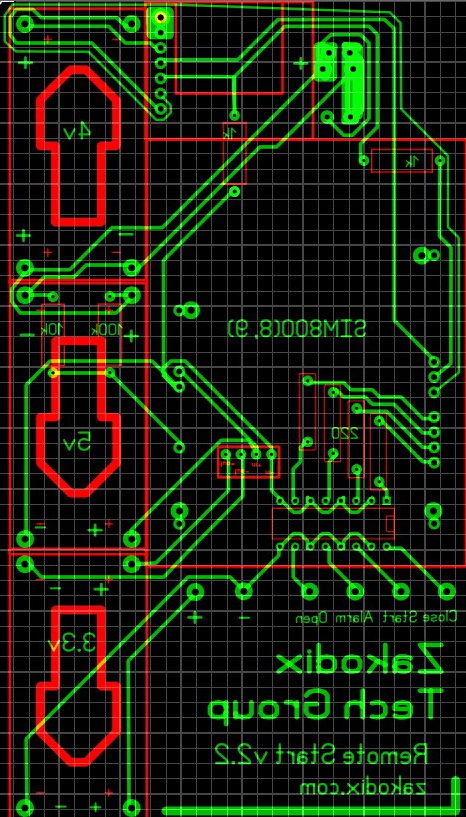 4v
1k
1k
10k
100k
SIM800(8,9)
5v
220
Close Start Alarm Open
3.3v
Zakodix
Tech Group
Remote Start v2.2
zakodix.com